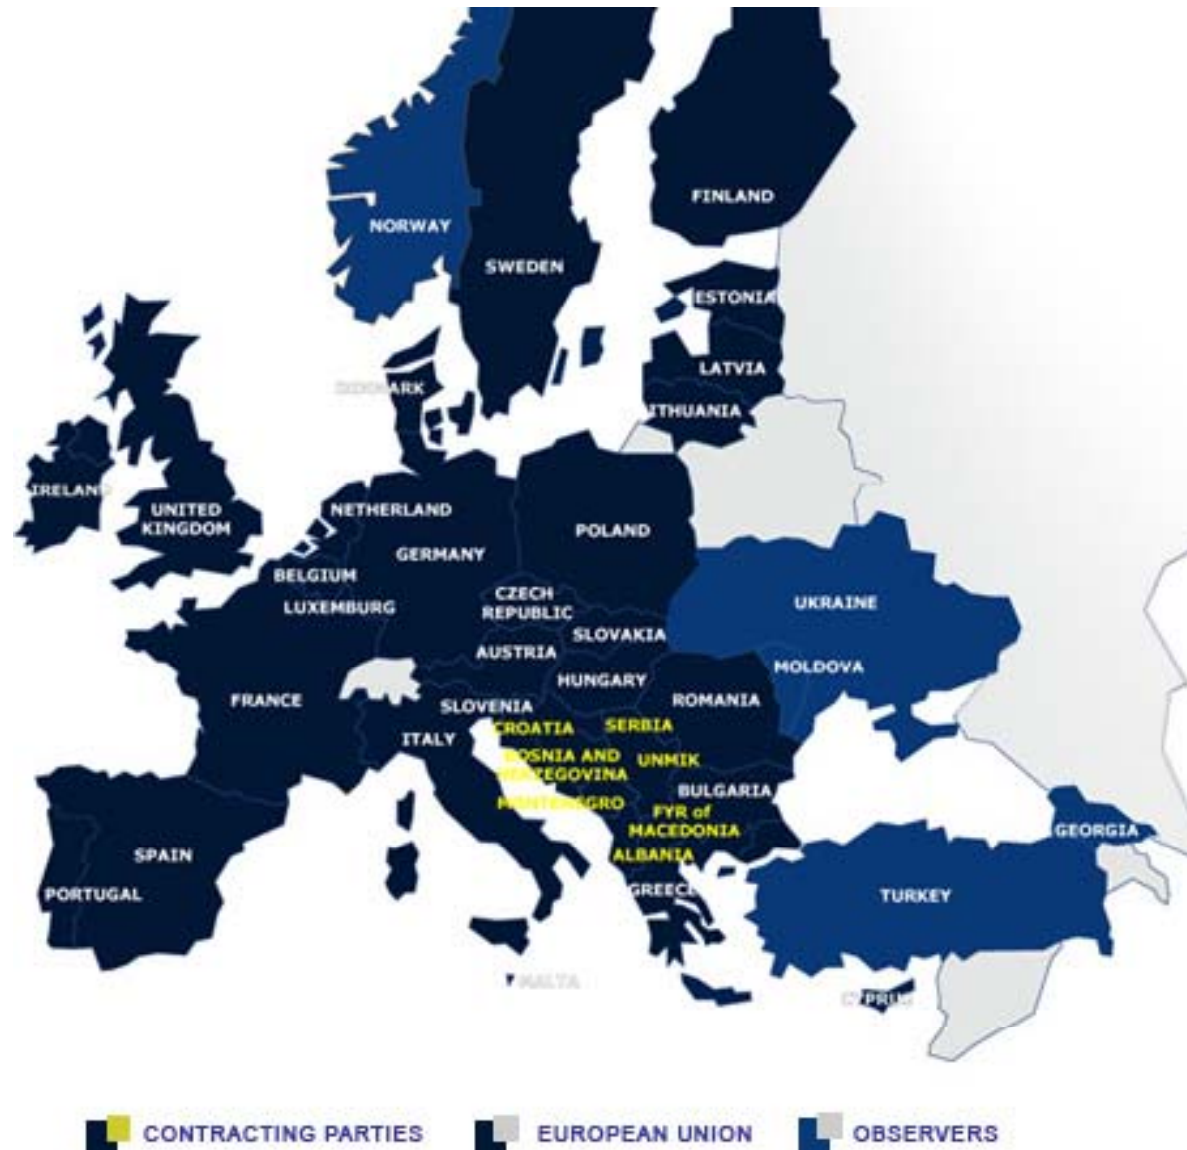 FINLAND
NORWAY
SWEDEN
ESTONIA
LATVIA
DENMARK
ITHUANIA
IRELAND
UNITED
KINGDOM
NETHERLAND
POLAND
GERMANY
BELGIUM
CZECH
REPUBLIC
LUXEMBURG
UKRAINE
SLOVAKIA
AUSTRIA
MOLDOVA
HUNGARY
FRANCE
ROMANIA
SLOVENIA
CROATIA
SERBIA
ITALY
BOSNIA AND
HERZEGOVINA
UNMIK
BULGARIA
MONTENEGRO
FYR of
MACEDONIA
GEORGIA
SPAIN
ALBANIA
PORTUGAL
GREECE
TURKEY
MALTA
CYPRUS
CONTRACTING PARTIES
EUROPEAN UNION
OBSERVERS